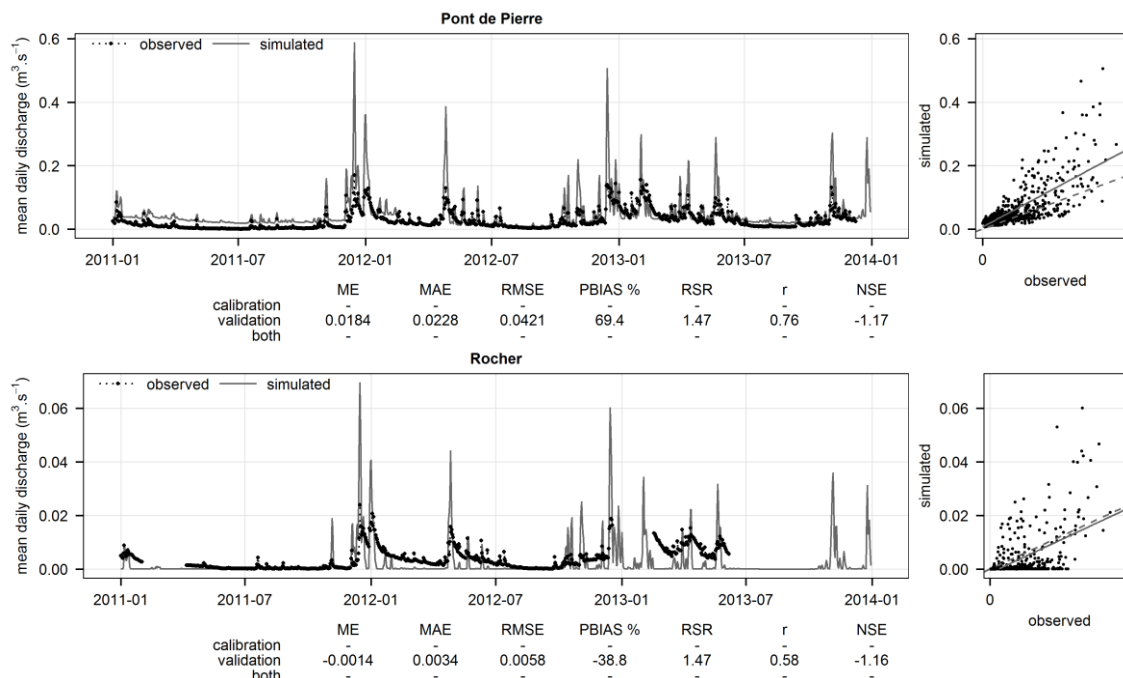 Pont de Pierre
mean daily discharge (m³.s⁻¹)
0.6
0.4
0.2
0.0
observed simulated
2011-01 2011-07 2012-01 2012-07 2013-01 2013-07 2014-01
simulated
0.6
0.4
0.2
0.0
0
observed
ME MAE RMSE PBIAS % RSR r NSE
calibration - - - - - - -
validation 0.0184 0.0228 0.0421 69.4 1.47 0.76 -1.17
both - - - - - - -
Rocher
mean daily discharge (m³.s⁻¹)
0.06
0.04
0.02
0.00
observed simulated
2011-01 2011-07 2012-01 2012-07 2013-01 2013-07 2014-01
simulated
0.06
0.04
0.02
0.00
0
observed
ME MAE RMSE PBIAS % RSR r NSE
calibration - - - - - - -
validation -0.0014 0.0034 0.0058 -38.8 1.47 0.58 -1.16
both - - - - - - -